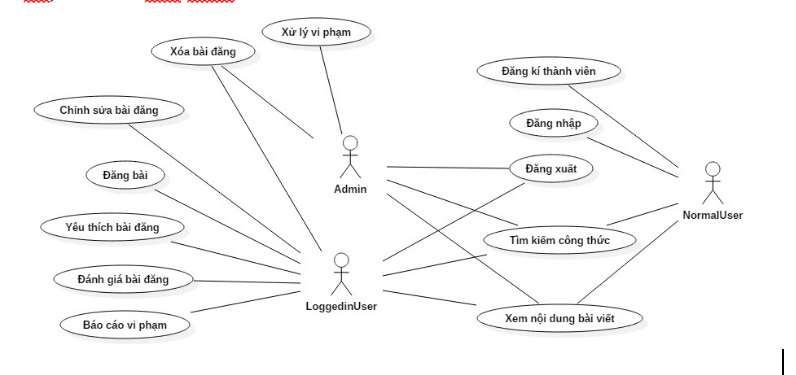 Xử lý vi phạm
Xóa bài đăng
Đăng kí thành viên
Chỉnh sửa bài đăng
Đăng nhập
Đăng xuất
Đăng bài
Admin
NormalUser
Yêu thích bài đăng
Tìm kiếm công thức
Đánh giá bài đăng
LoggedinUser
Xem nội dung bài viết
Báo cáo vi phạm